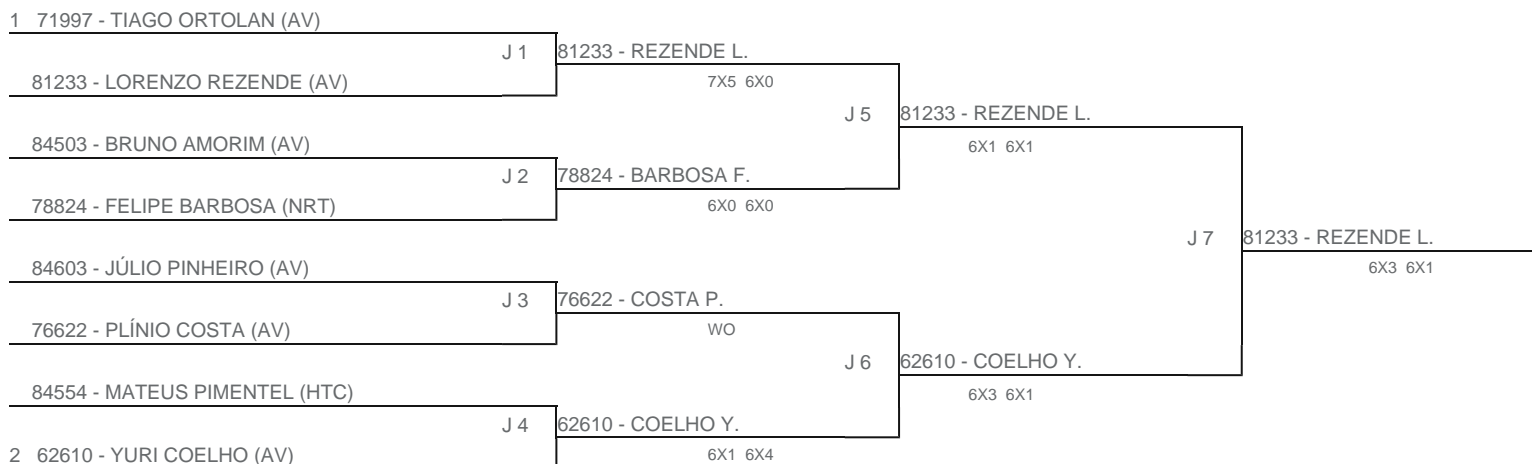 1 71997 - TIAGO ORTOLAN (AV)
J 1
81233 - REZENDE L.
81233 - LORENZO REZENDE (AV)
7X5 6X0
J 5
81233 - REZENDE L.
84503 - BRUNO AMORIM (AV)
6X1 6X1
J 2
78824 - BARBOSA F.
78824 - FELIPE BARBOSA (NRT)
6X0 6X0
J 7
81233 - REZENDE L.
84603 - JÚLIO PINHEIRO (AV)
6X3 6X1
J 3
76622 - COSTA P.
76622 - PLÍNIO COSTA (AV)
WO
J 6
62610 - COELHO Y.
84554 - MATEUS PIMENTEL (HTC)
6X3 6X1
J 4
62610 - COELHO Y.
2 62610 - YURI COELHO (AV)
6X1 6X4